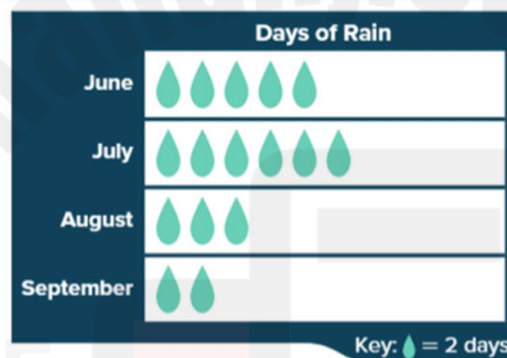 Days of Rain
June
July
August
September
Key: = 2 days